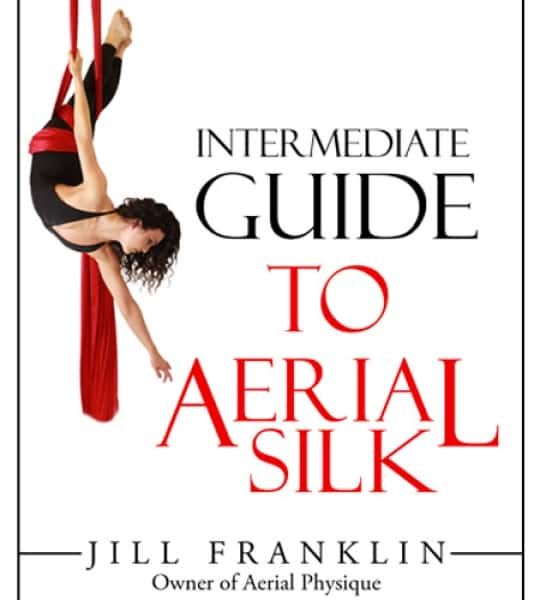 INTERMEDIATE
GUIDE
TO
AERIAL
SILK
JILL FRANKLIN
Owner of Aerial Physique